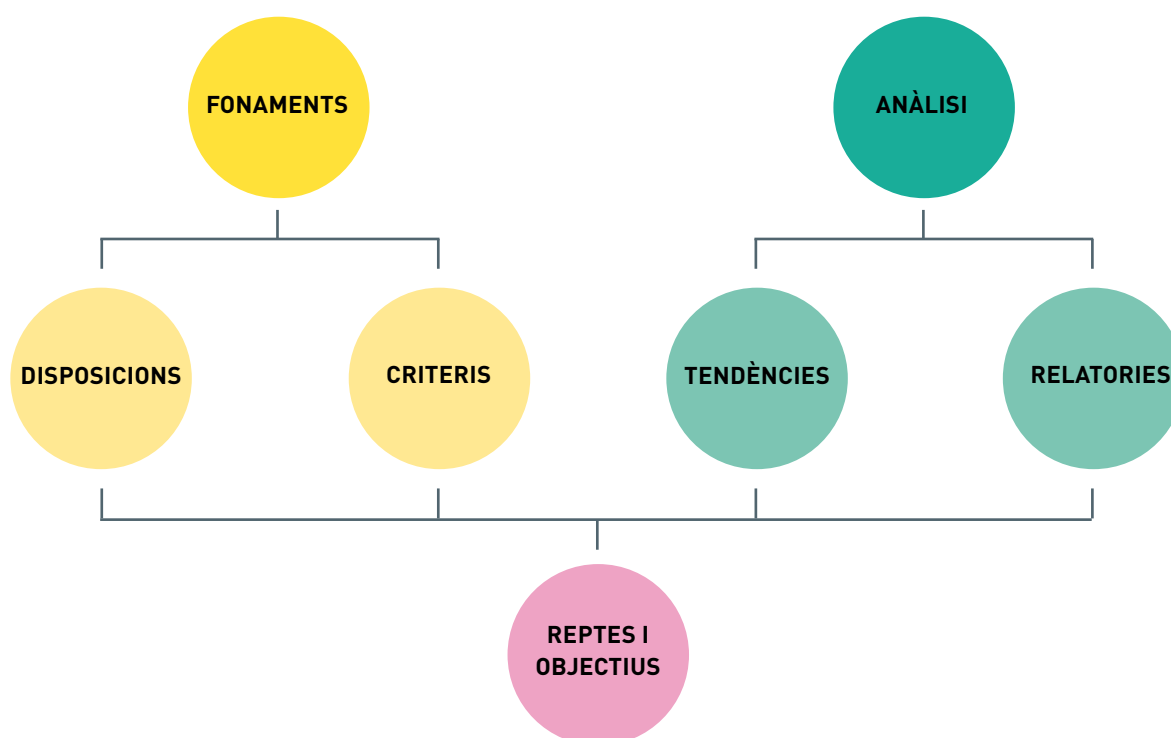 FONAMENTS
ANÀLISI
DISPOSICIONS
CRITERIS
TENDÈNCIES
RELATORIES
REPTES I
OBJECTIUS